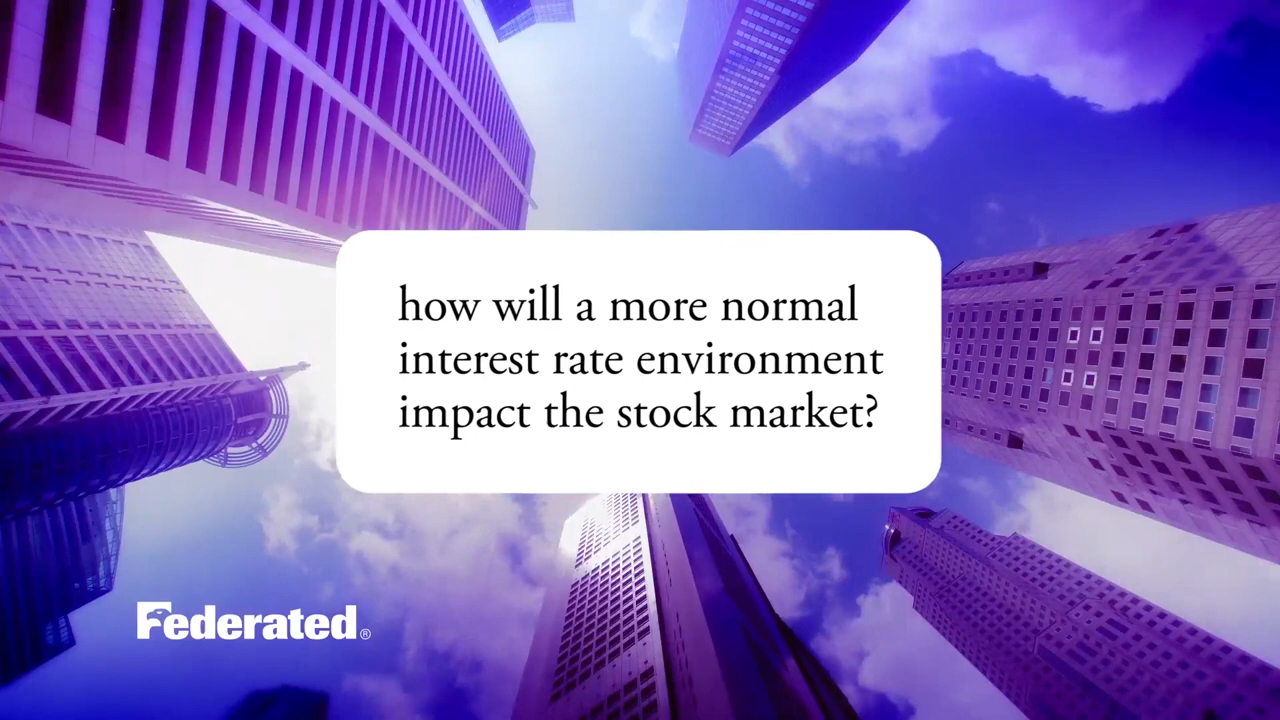 how will a more normal
interest rate environment
impact the stock market?
Federated®